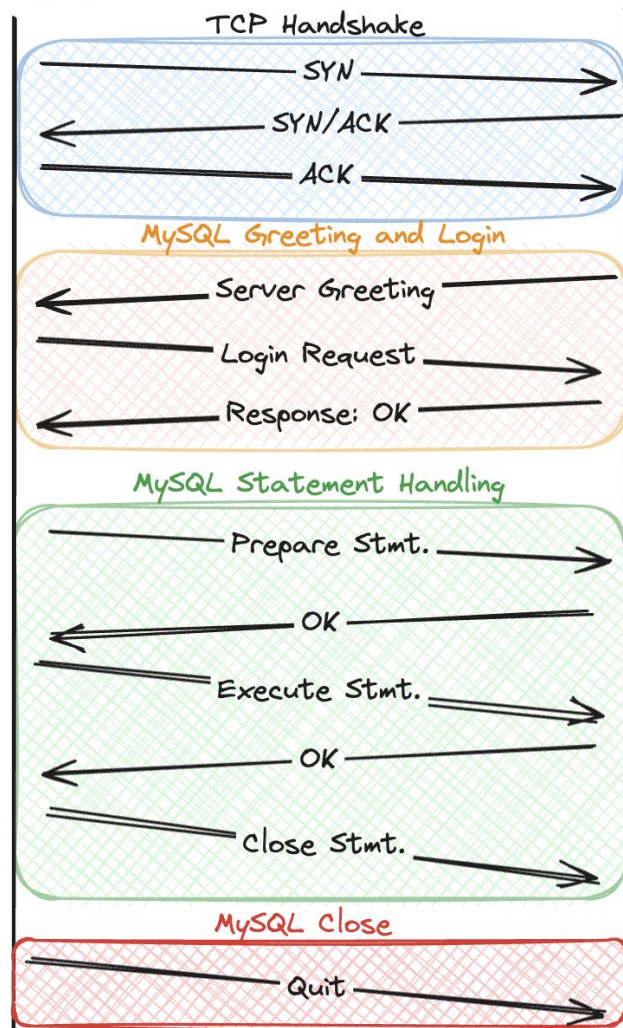 TCP Handshake
SYN
SYN/ACK
ACK
MySQL Greeting and Login
Server Greeting
Login Request
Response: OK
MySQL Statement Handling
Prepare Stmt.
OK
Execute Stmt.
OK
Close Stmt.
MySQL Close
Quit